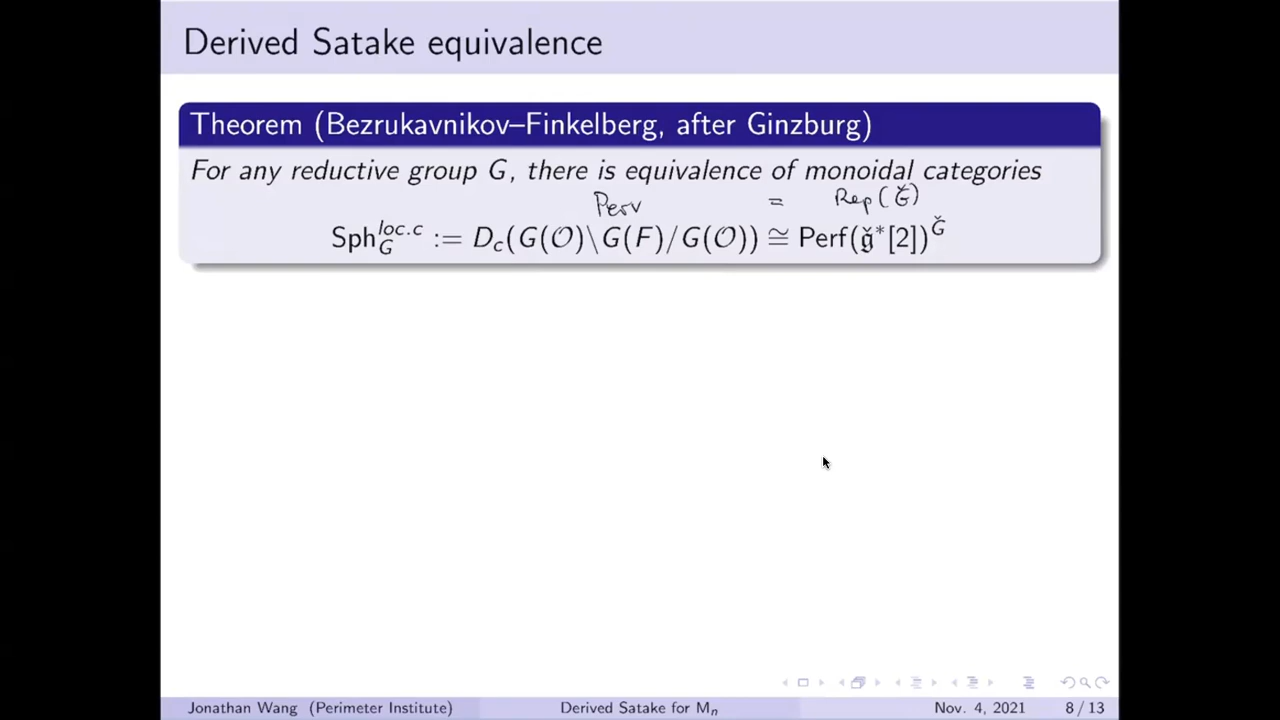 Derived Satake equivalence
Theorem (Bezrukavnikov–Finkelberg, after Ginzburg)
For any reductive group G, there is equivalence of monoidal categories
Perv = Rep(Ǧ)
Sph_G^{loc.c} := D_c(G(𝒪)\G(F)/G(𝒪)) ≅ Perf(𝔤̌*[2])^Ǧ
Jonathan Wang (Perimeter Institute) Derived Satake for M_n Nov. 4, 2021 8 / 13